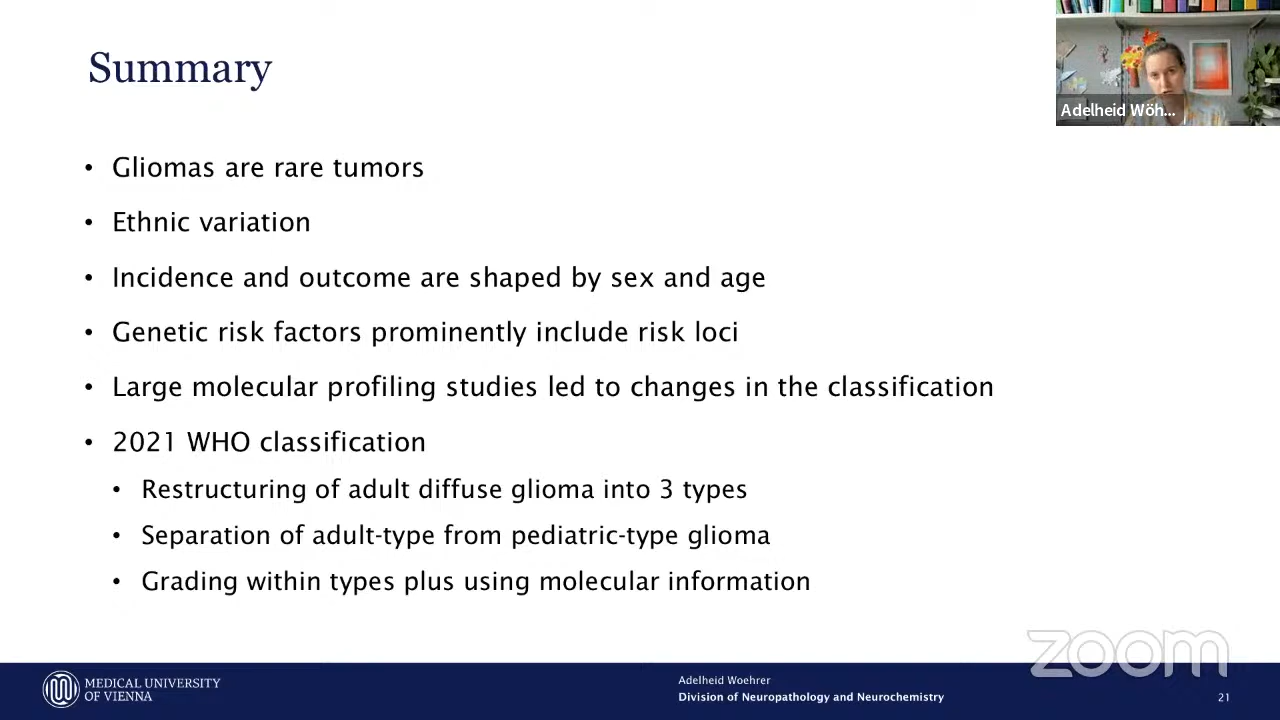 Summary
Adelheid Wöh...
• Gliomas are rare tumors
• Ethnic variation
• Incidence and outcome are shaped by sex and age
• Genetic risk factors prominently include risk loci
• Large molecular profiling studies led to changes in the classification
• 2021 WHO classification
• Restructuring of adult diffuse glioma into 3 types
• Separation of adult-type from pediatric-type glioma
• Grading within types plus using molecular information
zoom
MEDICAL UNIVERSITY
OF VIENNA
Adelheid Woehrer
Division of Neuropathology and Neurochemistry
21